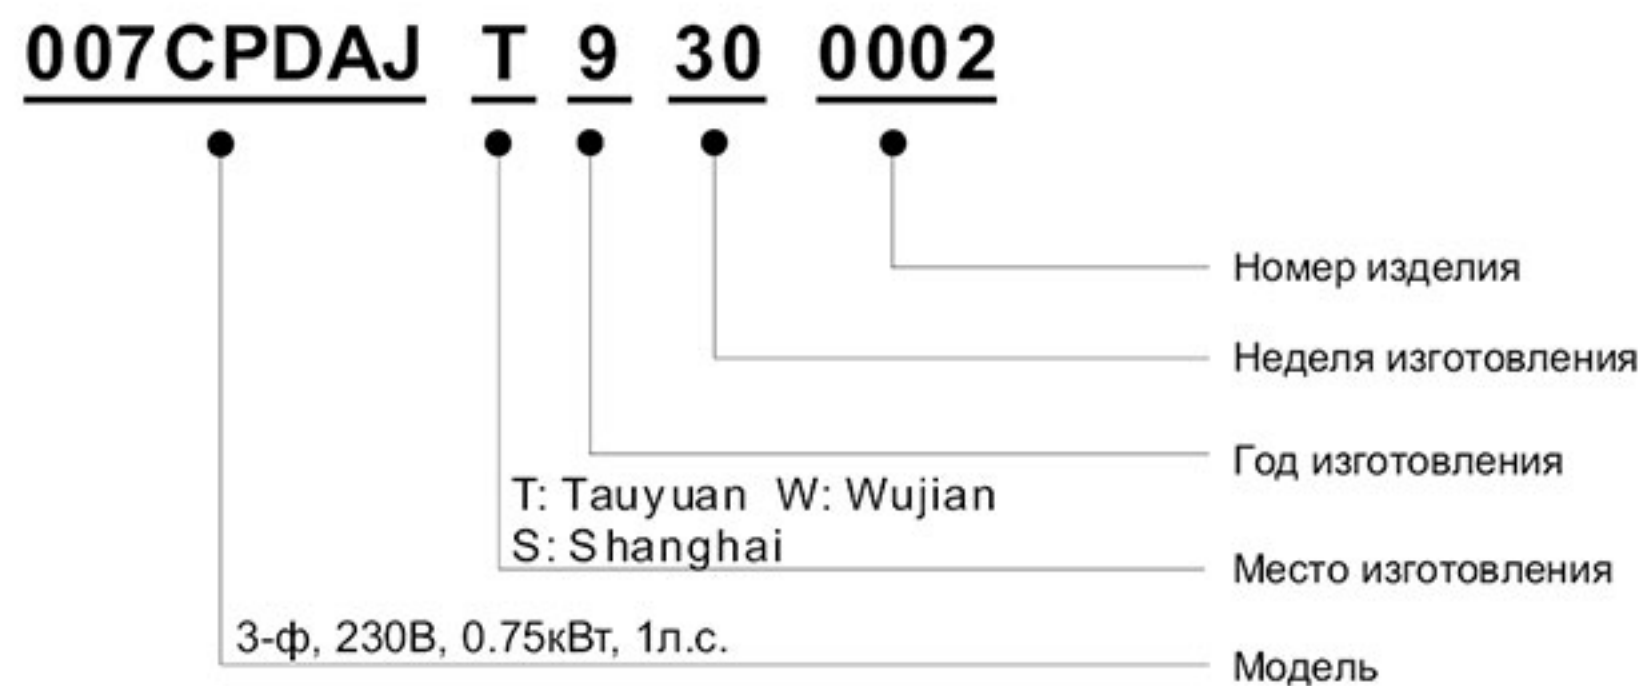 007CPDAJ T 9 30 0002
Номер изделия
Неделя изготовления
Год изготовления
T: Tauyuan W: Wujian
S: Shanghai
Место изготовления
3-ф, 230В, 0.75кВт, 1л.с.
Модель